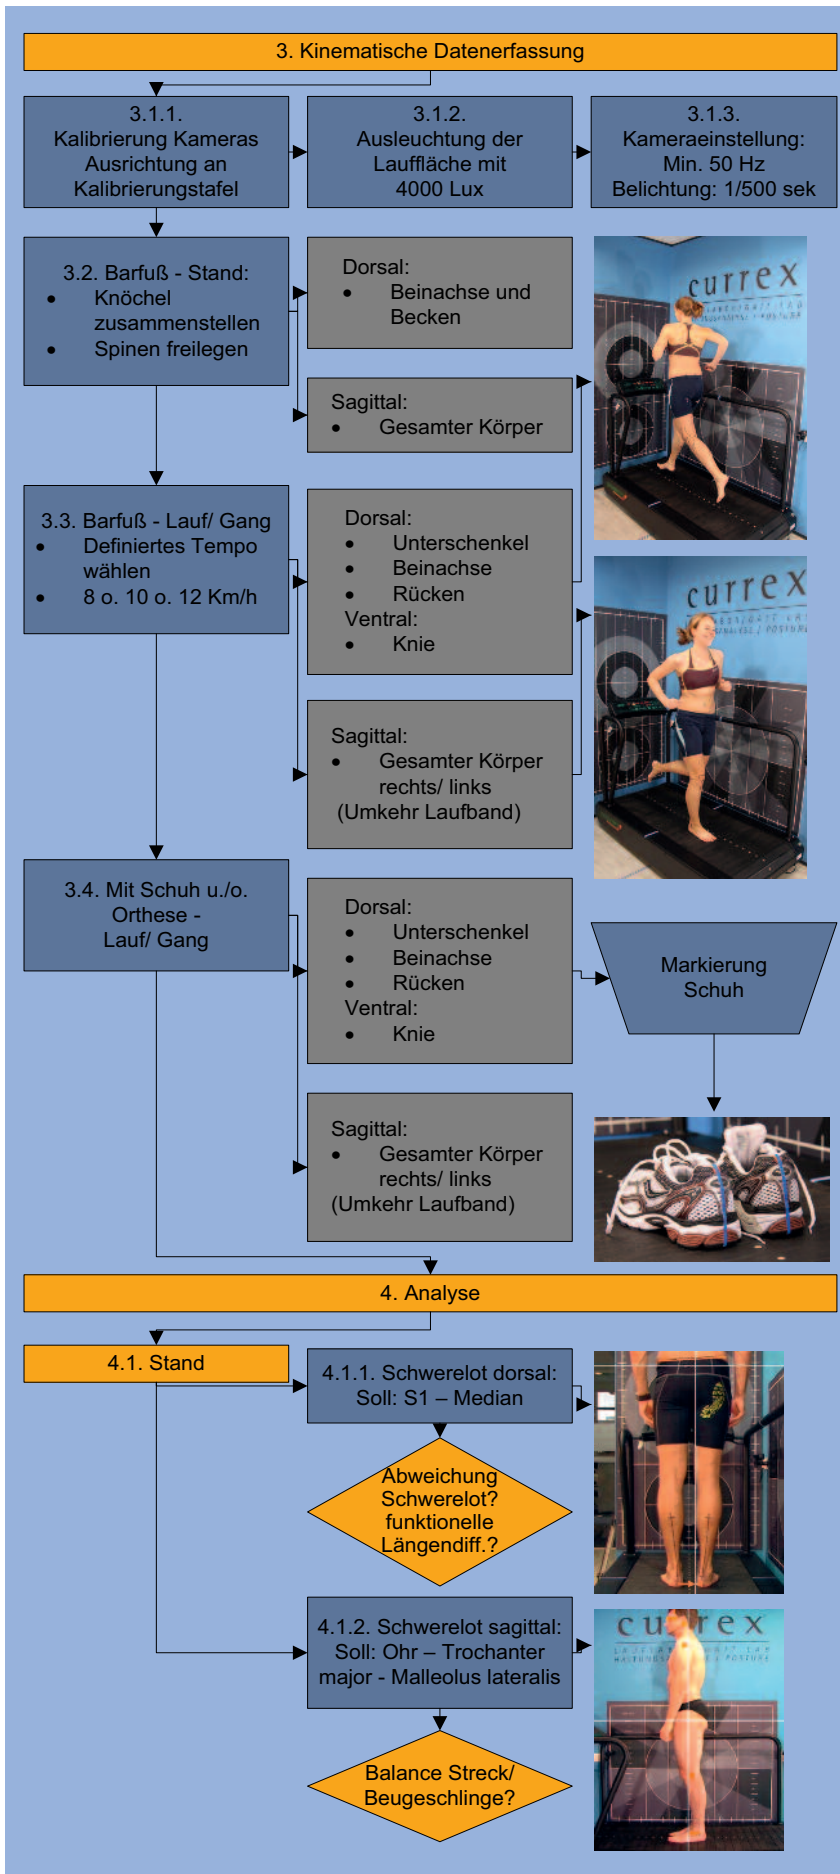 3. Kinematische Datenerfassung
3.1.1.
Kalibrierung Kameras
Ausrichtung an
Kalibrierungstafel
3.1.2.
Ausleuchtung der
Lauffläche mit
4000 Lux
3.1.3.
Kameraeinstellung:
Min. 50 Hz
Belichtung: 1/500 sek
3.2. Barfuß - Stand:
• Knöchel
zusammenstellen
• Spinen freilegen
Dorsal:
• Beinachse und
Becken
Sagittal:
• Gesamter Körper
currex
3.3. Barfuß - Lauf/ Gang
• Definiertes Tempo
wählen
• 8 o. 10 o. 12 Km/h
Dorsal:
• Unterschenkel
• Beinachse
• Rücken
Ventral:
• Knie
Sagittal:
• Gesamter Körper
rechts/ links
(Umkehr Laufband)
currex
3.4. Mit Schuh u./o.
Orthese -
Lauf/ Gang
Dorsal:
• Unterschenkel
• Beinachse
• Rücken
Ventral:
• Knie
Sagittal:
• Gesamter Körper
rechts/ links
(Umkehr Laufband)
Markierung
Schuh
4. Analyse
4.1. Stand
4.1.1. Schwerelot dorsal:
Soll: S1 – Median
Abweichung
Schwerelot?
funktionelle
Längendiff.?
4.1.2. Schwerelot sagittal:
Soll: Ohr – Trochanter
major - Malleolus lateralis
Balance Streck/
Beugeschlinge?